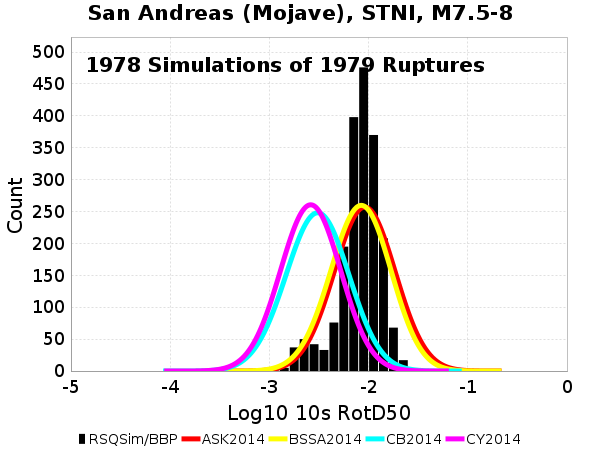 San Andreas (Mojave), STNI, M7.5-8
1978 Simulations of 1979 Ruptures
500
450
400
350
300
250
200
150
100
50
0
Count
-5 -4 -3 -2 -1 0
Log10 10s RotD50
RSQSim/BBP ASK2014 BSSA2014 CB2014 CY2014